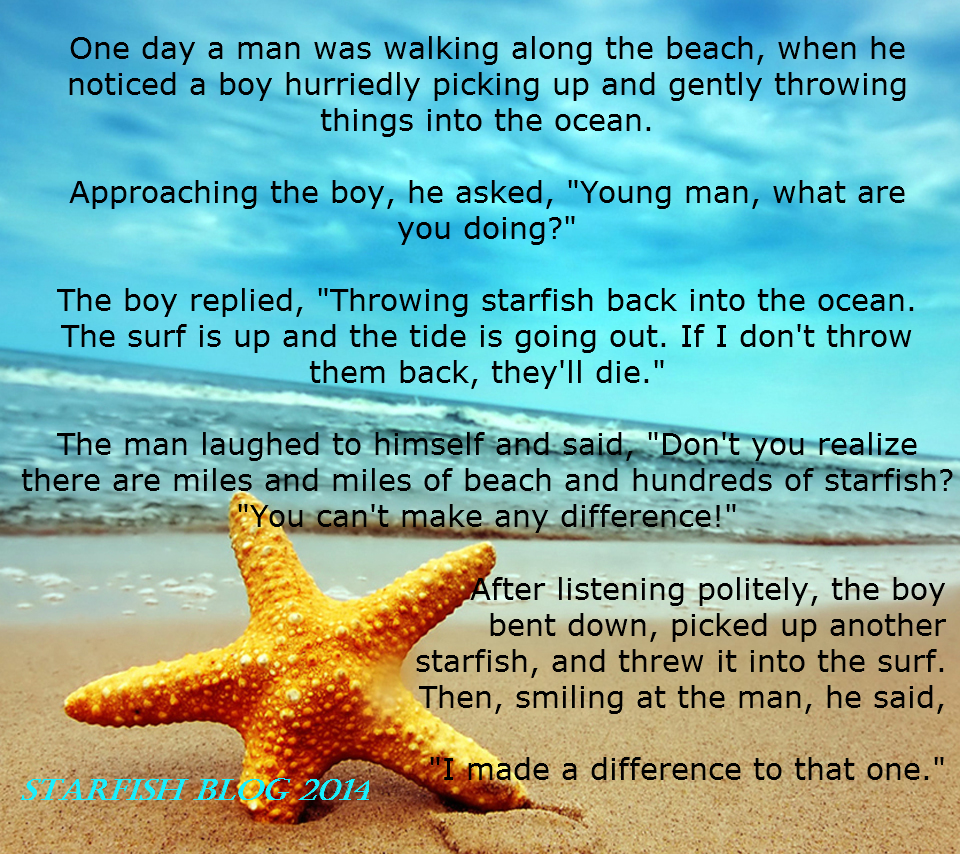 One day a man was walking along the beach, when he
noticed a boy hurriedly picking up and gently throwing
things into the ocean.
Approaching the boy, he asked, "Young man, what are
you doing?"
The boy replied, "Throwing starfish back into the ocean.
The surf is up and the tide is going out. If I don't throw
them back, they'll die."
The man laughed to himself and said, "Don't you realize
there are miles and miles of beach and hundreds of starfish?
"You can't make any difference!"
After listening politely, the boy
bent down, picked up another
starfish, and threw it into the surf.
Then, smiling at the man, he said,
"I made a difference to that one."
STARFISH BLOG 2014